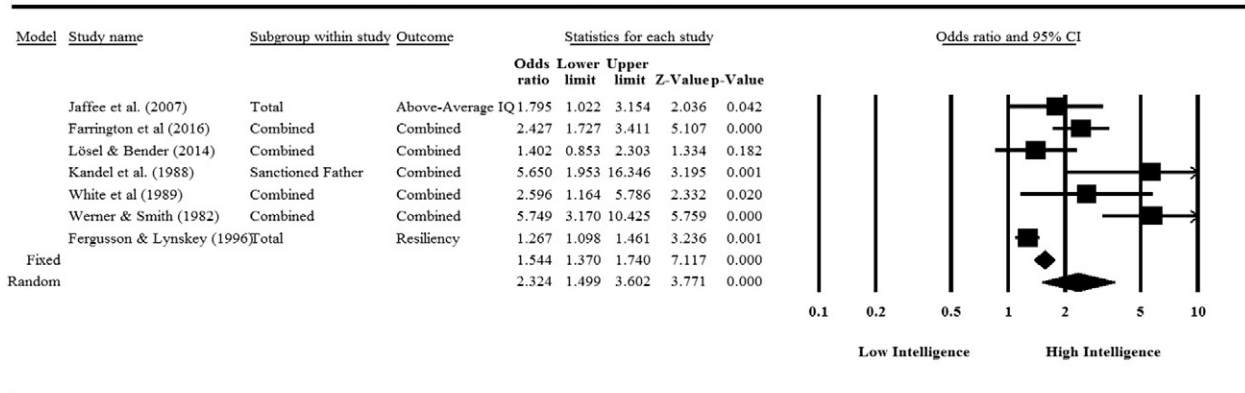 Model Study name Subgroup within study Outcome Statistics for each study Odds ratio and 95% CI
Odds Lower Upper
ratio limit limit Z-Value p-Value
Jaffee et al. (2007) Total Above-Average IQ 1.795 1.022 3.154 2.036 0.042
Farrington et al (2016) Combined Combined 2.427 1.727 3.411 5.107 0.000
Lösel & Bender (2014) Combined Combined 1.402 0.853 2.303 1.334 0.182
Kandel et al. (1988) Sanctioned Father Combined 5.650 1.953 16.346 3.195 0.001
White et al (1989) Combined Combined 2.596 1.164 5.786 2.332 0.020
Werner & Smith (1982) Combined Combined 5.749 3.170 10.425 5.759 0.000
Fergusson & Lynskey (1996) Total Resiliency 1.267 1.098 1.461 3.236 0.001
Fixed 1.544 1.370 1.740 7.117 0.000
Random 2.324 1.499 3.602 3.771 0.000
0.1 0.2 0.5 1 2 5 10
Low Intelligence High Intelligence